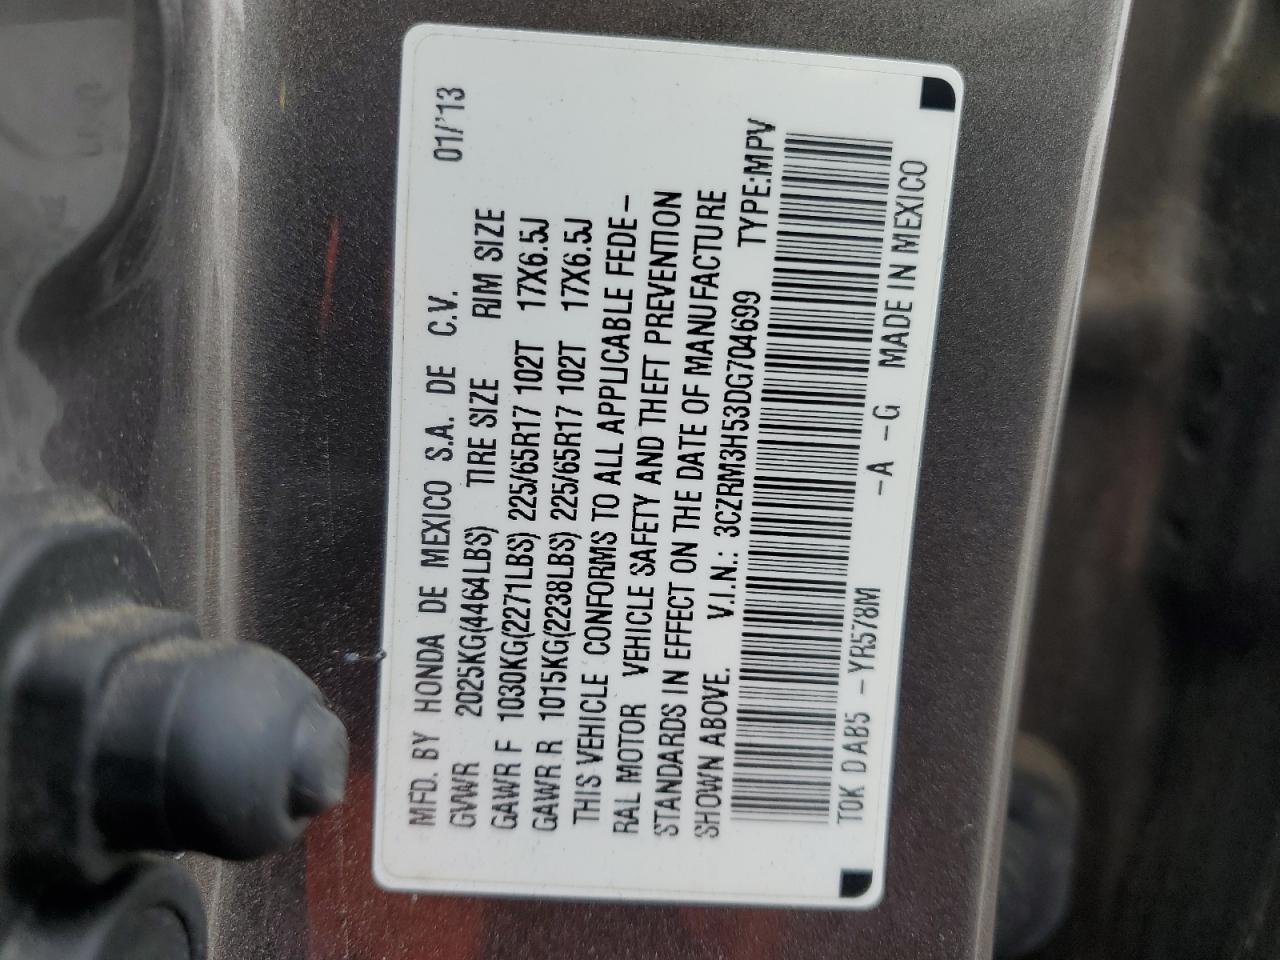 MFD. BY HONDA DE MEXICO S.A. DE C.V. 01/'13
GVWR 2025KG(4464LBS) TIRE SIZE RIM SIZE
GAWR F 1030KG(2271LBS) 225/65R17 102T 17X6.5J
GAWR R 1015KG(2238LBS) 225/65R17 102T 17X6.5J
THIS VEHICLE CONFORMS TO ALL APPLICABLE FEDE-
RAL MOTOR VEHICLE SAFETY AND THEFT PREVENTION
STANDARDS IN EFFECT ON THE DATE OF MANUFACTURE
SHOWN ABOVE. V.I.N.: 3CZRM3H53DG704699 TYPE:MPV
T0K D AB5 -YR578M -A -G MADE IN MEXICO